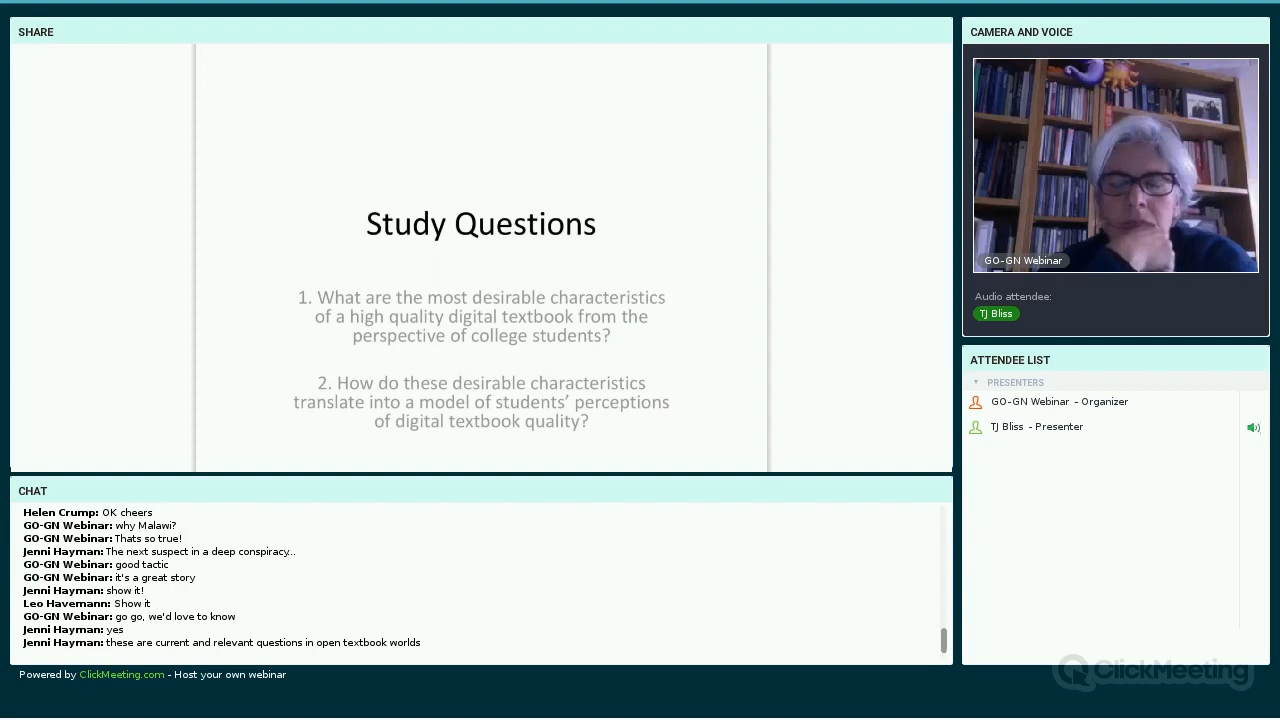 SHARE
Study Questions
1. What are the most desirable characteristics
of a high quality digital textbook from the
perspective of college students?
2. How do these desirable characteristics
translate into a model of students’ perceptions
of digital textbook quality?
CHAT
Helen Crump: OK cheers
GO-GN Webinar: why Malawi?
GO-GN Webinar: Thats so true!
Jenni Hayman: The next suspect in a deep conspiracy...
GO-GN Webinar: good tactic
GO-GN Webinar: it's a great story
Jenni Hayman: show it!
Leo Havemann: Show it
GO-GN Webinar: go go, we'd love to know
Jenni Hayman: yes
Jenni Hayman: these are current and relevant questions in open textbook worlds
Powered by ClickMeeting.com - Host your own webinar
CAMERA AND VOICE
GO-GN Webinar
Audio attendee:
TJ Bliss
ATTENDEE LIST
PRESENTERS
GO-GN Webinar - Organizer
TJ Bliss - Presenter
ClickMeeting